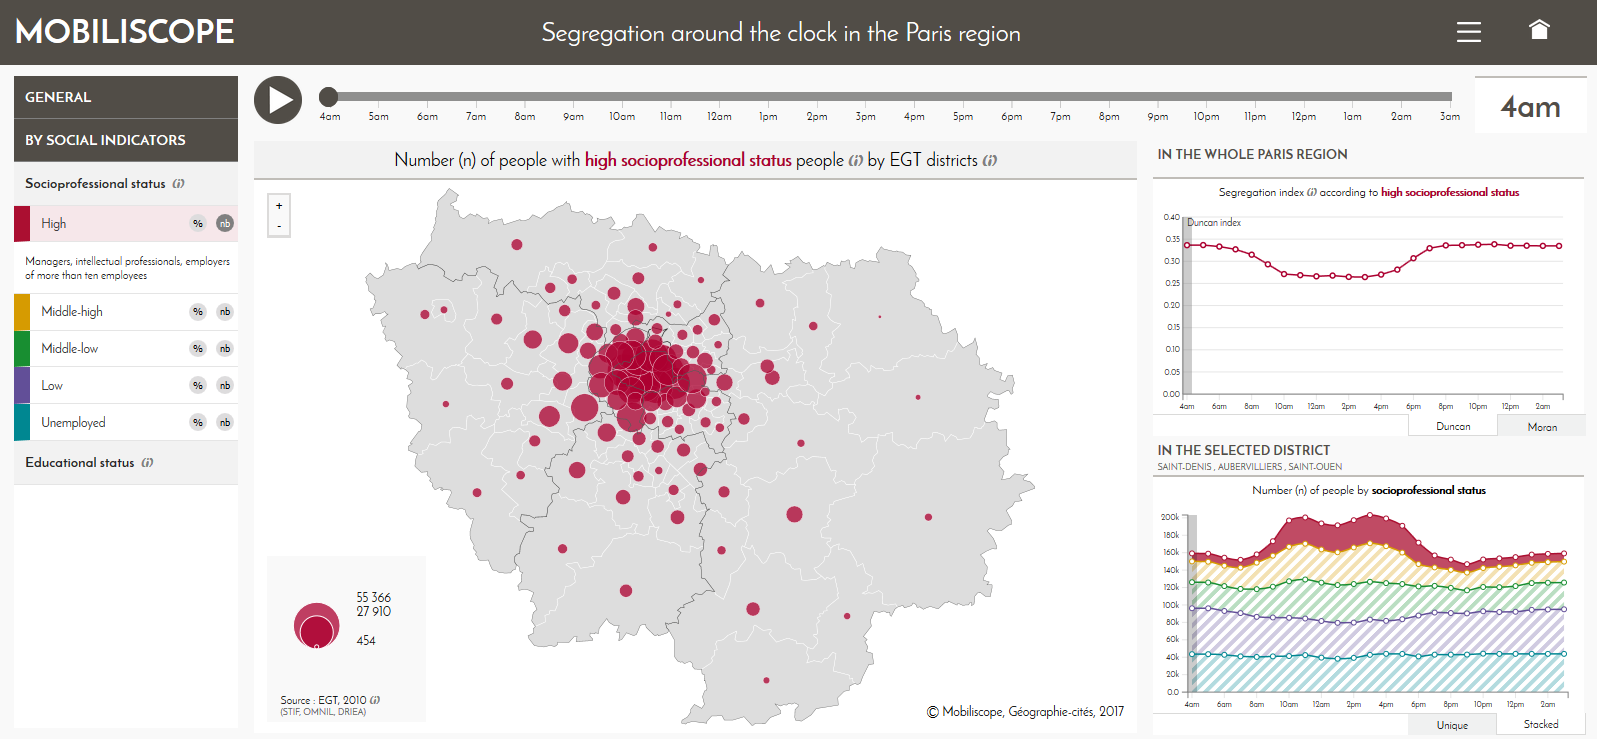 MOBILISCOPE
Segregation around the clock in the Paris region
GENERAL
BY SOCIAL INDICATORS
Socioprofessional status (i)
High % nb
Managers, intellectual professionals, employers
of more than ten employees
Middle-high % nb
Middle-low % nb
Low % nb
Unemployed % nb
Educational status (i)
4am 5am 6am 7am 8am 9am 10am 11am 12am 1pm 2pm 3pm 4pm 5pm 6pm 7pm 8pm 9pm 10pm 11pm 12pm 1am 2am 3am
4am
Number (n) of people with high socioprofessional status people (i) by EGT districts (i)
+
-
55 366
27 910
454
Source : EGT, 2010 (i)
(STIF, OMNIL, DRIEA)
© Mobiliscope, Géographie-cités, 2017
IN THE WHOLE PARIS REGION
Segregation index (i) according to high socioprofessional status
Duncan index
0.40
0.35
0.30
0.25
0.20
0.15
0.10
0.05
0.00
4am 6am 8am 10am 12am 2pm 4pm 6pm 8pm 10pm 12pm 2am
Duncan Moran
IN THE SELECTED DISTRICT
SAINT-DENIS , AUBERVILLIERS , SAINT-OUEN
Number (n) of people by socioprofessional status
200k
180k
160k
140k
120k
100k
80k
60k
40k
20k
0.0
4am 6am 8am 10am 12am 2pm 4pm 6pm 8pm 10pm 12pm 2am
Unique Stacked